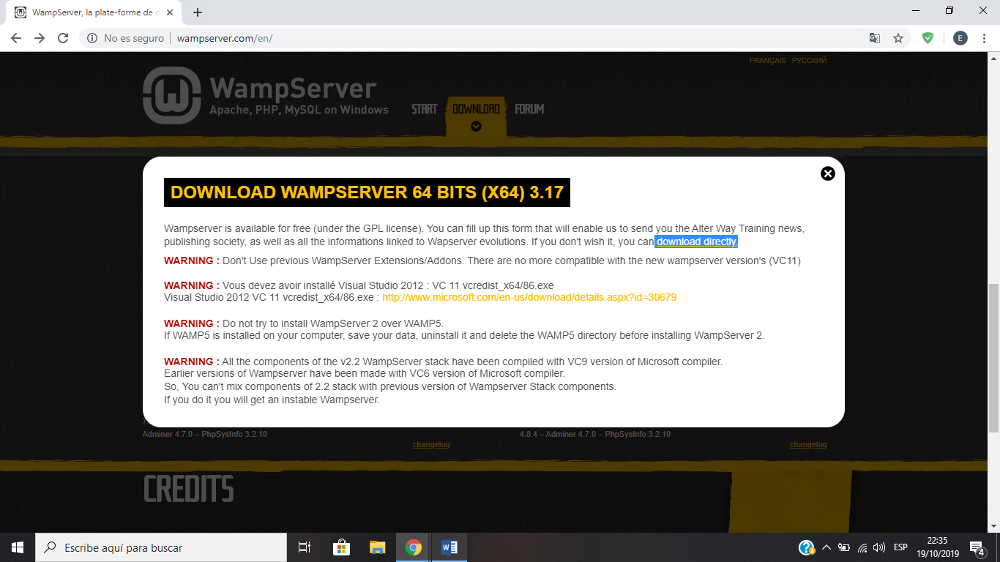 WampServer, la plate-forme de d
No es seguro
wampserver.com/en/
E
FRANÇAIS РУССКИЙ
WampServer
Apache, PHP, MySQL on Windows
START DOWNLOAD FORUM
DOWNLOAD WAMPSERVER 64 BITS (X64) 3.17
Wampserver is available for free (under the GPL license). You can fill up this form that will enable us to send you the Alter Way Training news,
publishing society, as well as all the informations linked to Wapserver evolutions. If you don't wish it, you can download directly.
WARNING : Don't Use previous WampServer Extensions/Addons. There are no more compatible with the new wampserver version's (VC11)
WARNING : Vous devez avoir installé Visual Studio 2012 : VC 11 vcredist_x64/86.exe
Visual Studio 2012 VC 11 vcredist_x64/86.exe : http://www.microsoft.com/en-us/download/details.aspx?id=30679
WARNING : Do not try to install WampServer 2 over WAMP5.
If WAMP5 is installed on your computer, save your data, uninstall it and delete the WAMP5 directory before installing WampServer 2.
WARNING : All the components of the v2.2 WampServer stack have been compiled with VC9 version of Microsoft compiler.
Earlier versions of Wampserver have been made with VC6 version of Microsoft compiler.
So, You can't mix components of 2.2 stack with previous version of Wampserver Stack components.
If you do it you will get an instable Wampserver.
Adminer 4.7.0 – PhpSysInfo 3.2.10
changelog
4.8.4 – Adminer 4.7.0 – PhpSysInfo 3.2.10
changelog
CREDITS
Escribe aquí para buscar
ESP
22:35
19/10/2019
4